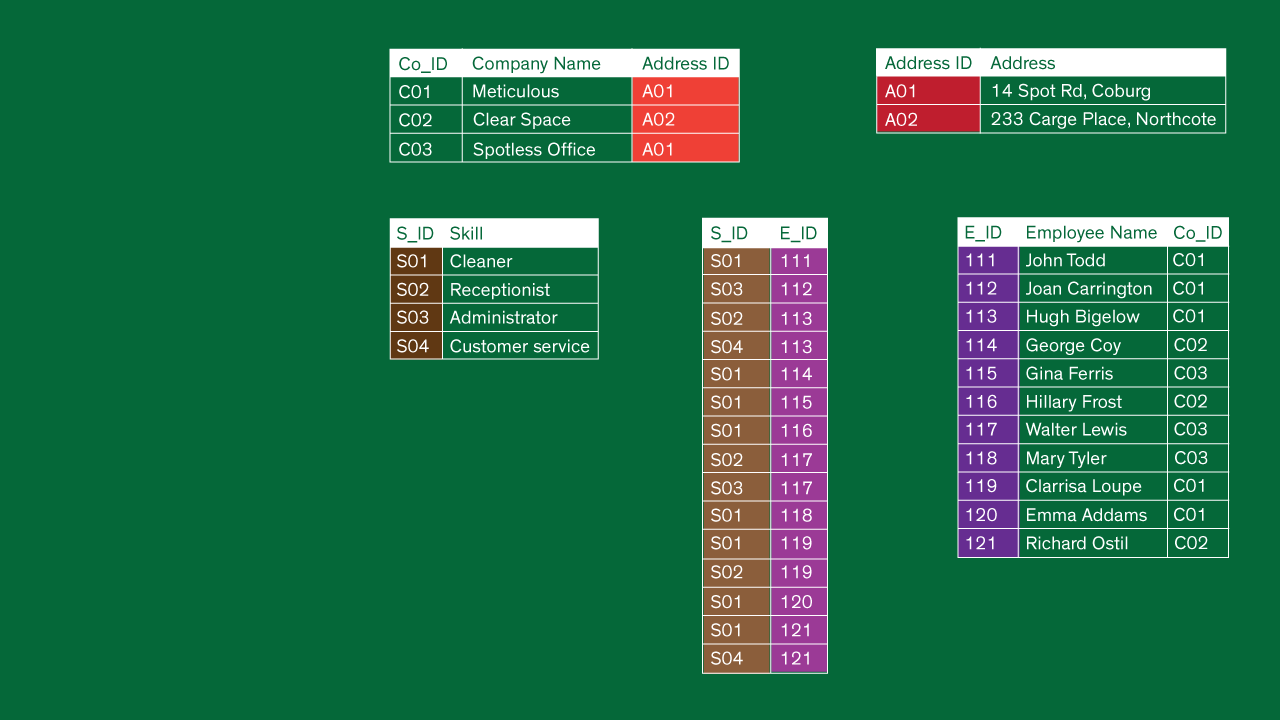 Co_ID Company Name Address ID
C01 Meticulous A01
C02 Clear Space A02
C03 Spotless Office A01
Address ID Address
A01 14 Spot Rd, Coburg
A02 233 Carge Place, Northcote
S_ID Skill
S01 Cleaner
S02 Receptionist
S03 Administrator
S04 Customer service
S_ID E_ID
S01 111
S03 112
S02 113
S04 113
S01 114
S01 115
S01 116
S02 117
S03 117
S01 118
S01 119
S02 119
S01 120
S01 121
S04 121
E_ID Employee Name Co_ID
111 John Todd C01
112 Joan Carrington C01
113 Hugh Bigelow C01
114 George Coy C02
115 Gina Ferris C03
116 Hillary Frost C02
117 Walter Lewis C03
118 Mary Tyler C03
119 Clarrisa Loupe C01
120 Emma Addams C01
121 Richard Ostil C02